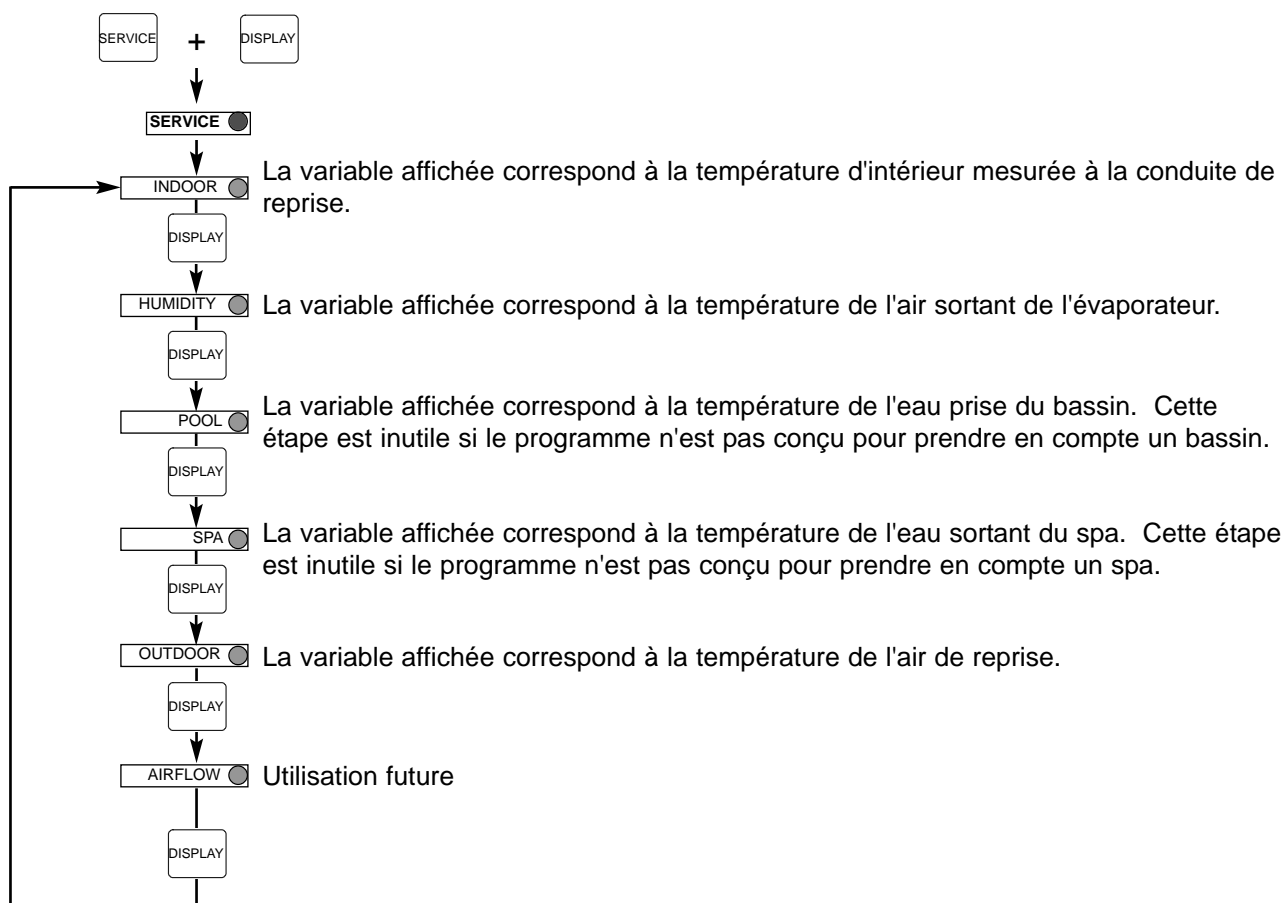 SERVICE + DISPLAY
SERVICE
INDOOR La variable affichée correspond à la température d'intérieur mesurée à la conduite de
reprise.
DISPLAY
HUMIDITY La variable affichée correspond à la température de l'air sortant de l'évaporateur.
DISPLAY
POOL La variable affichée correspond à la température de l'eau prise du bassin. Cette
étape est inutile si le programme n'est pas conçu pour prendre en compte un bassin.
DISPLAY
SPA La variable affichée correspond à la température de l'eau sortant du spa. Cette étape
est inutile si le programme n'est pas conçu pour prendre en compte un spa.
DISPLAY
OUTDOOR La variable affichée correspond à la température de l'air de reprise.
DISPLAY
AIRFLOW Utilisation future
DISPLAY